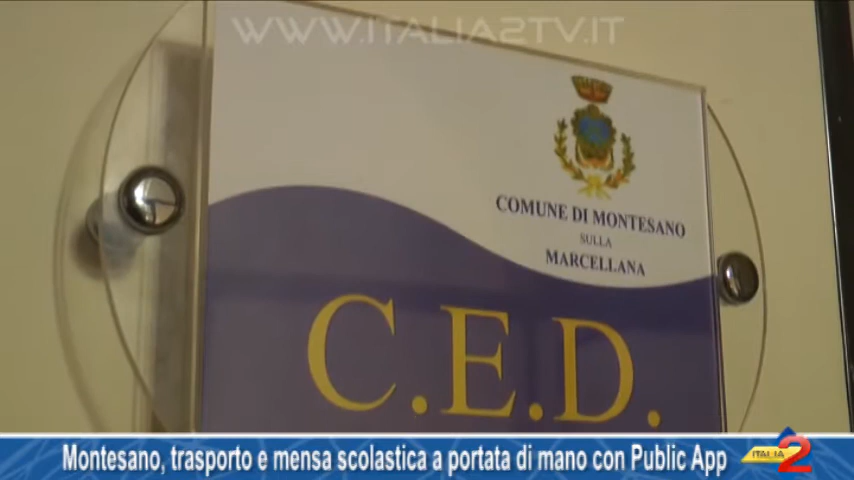 WWW.ITALIA2TV.IT
COMUNE DI MONTESANO
SULLA
MARCELLANA
C.E.D.
Montesano, trasporto e mensa scolastica a portata di mano con Public App
ITALIA 2